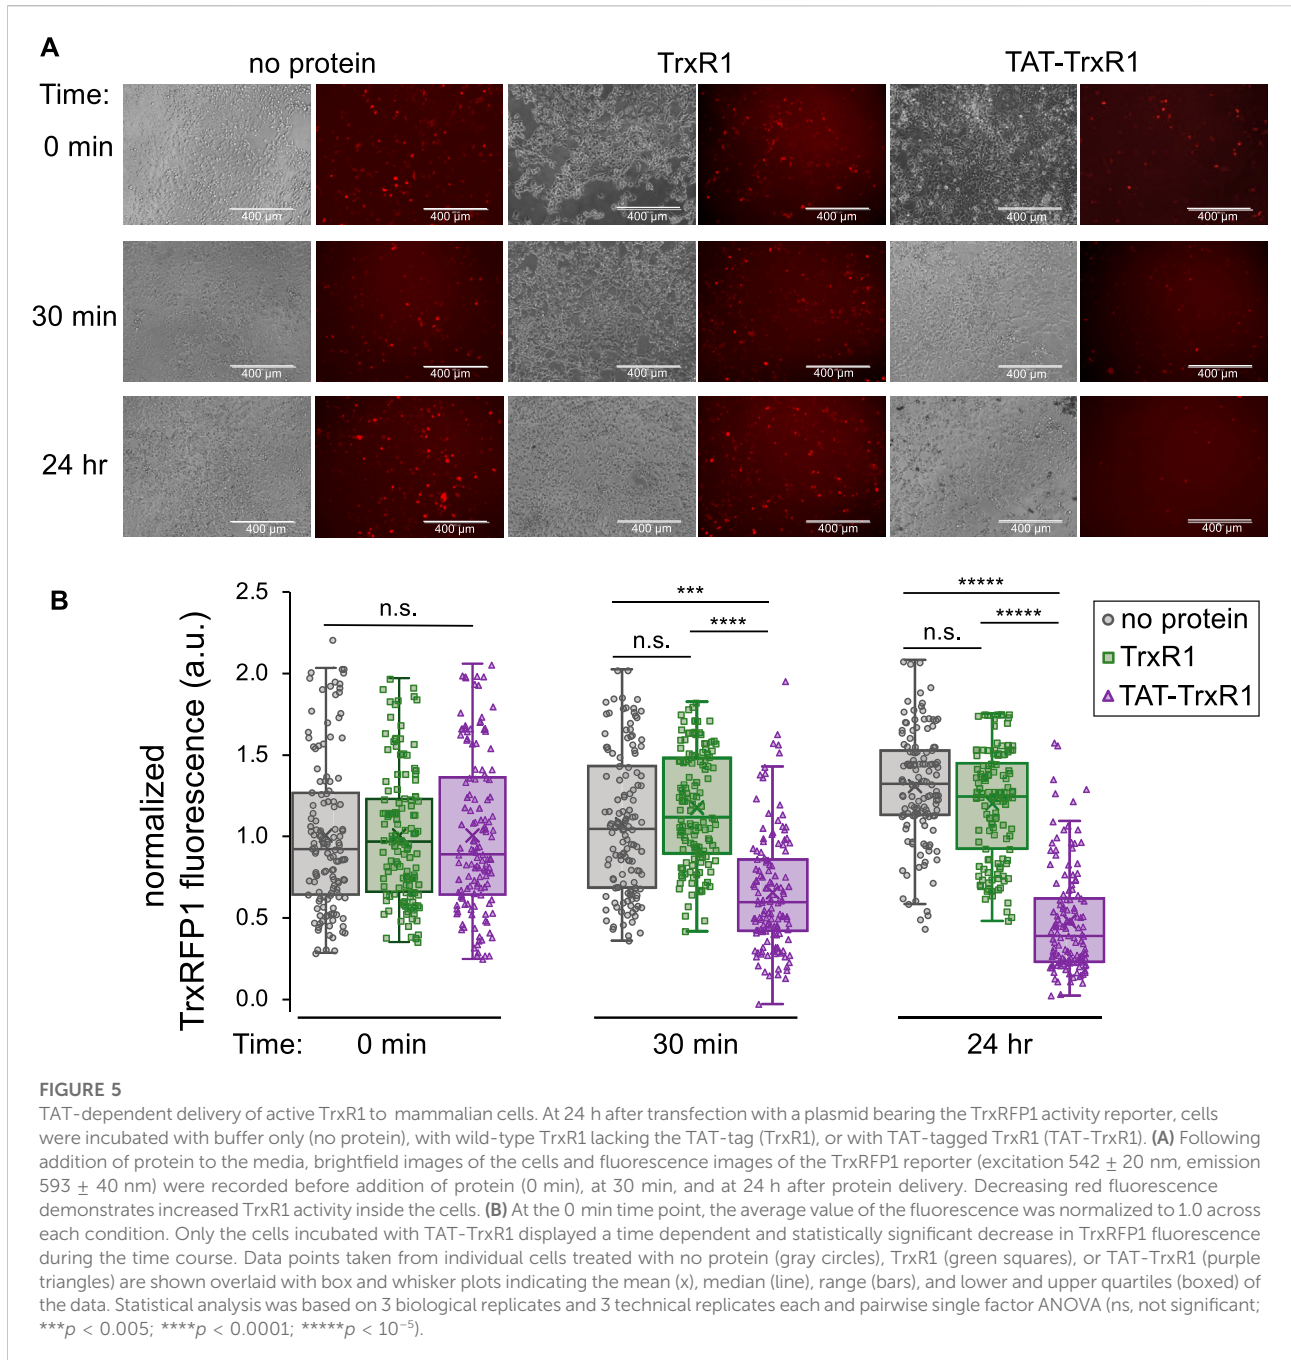 A
no protein TrxR1 TAT-TrxR1
Time:
0 min
400 µm 400 µm 400 µm 400 µm 400 µm 400 µm
30 min
400 µm 400 µm 400 µm 400 µm 400 µm 400 µm
24 hr
400 µm 400 µm 400 µm 400 µm 400 µm 400 µm
B
normalized
TrxRFP1 fluorescence (a.u.)
2.5
2.0
1.5
1.0
0.5
0.0
n.s.
***
****
n.s.
*****
*****
n.s.
no protein
TrxR1
TAT-TrxR1
Time: 0 min 30 min 24 hr
FIGURE 5
TAT-dependent delivery of active TrxR1 to mammalian cells. At 24 h after transfection with a plasmid bearing the TrxRFP1 activity reporter, cells
were incubated with buffer only (no protein), with wild-type TrxR1 lacking the TAT-tag (TrxR1), or with TAT-tagged TrxR1 (TAT-TrxR1). (A) Following
addition of protein to the media, brightfield images of the cells and fluorescence images of the TrxRFP1 reporter (excitation 542 ± 20 nm, emission
593 ± 40 nm) were recorded before addition of protein (0 min), at 30 min, and at 24 h after protein delivery. Decreasing red fluorescence
demonstrates increased TrxR1 activity inside the cells. (B) At the 0 min time point, the average value of the fluorescence was normalized to 1.0 across
each condition. Only the cells incubated with TAT-TrxR1 displayed a time dependent and statistically significant decrease in TrxRFP1 fluorescence
during the time course. Data points taken from individual cells treated with no protein (gray circles), TrxR1 (green squares), or TAT-TrxR1 (purple
triangles) are shown overlaid with box and whisker plots indicating the mean (x), median (line), range (bars), and lower and upper quartiles (boxed) of
the data. Statistical analysis was based on 3 biological replicates and 3 technical replicates each and pairwise single factor ANOVA (ns, not significant;
***p < 0.005; ****p < 0.0001; *****p < 10⁻⁵).